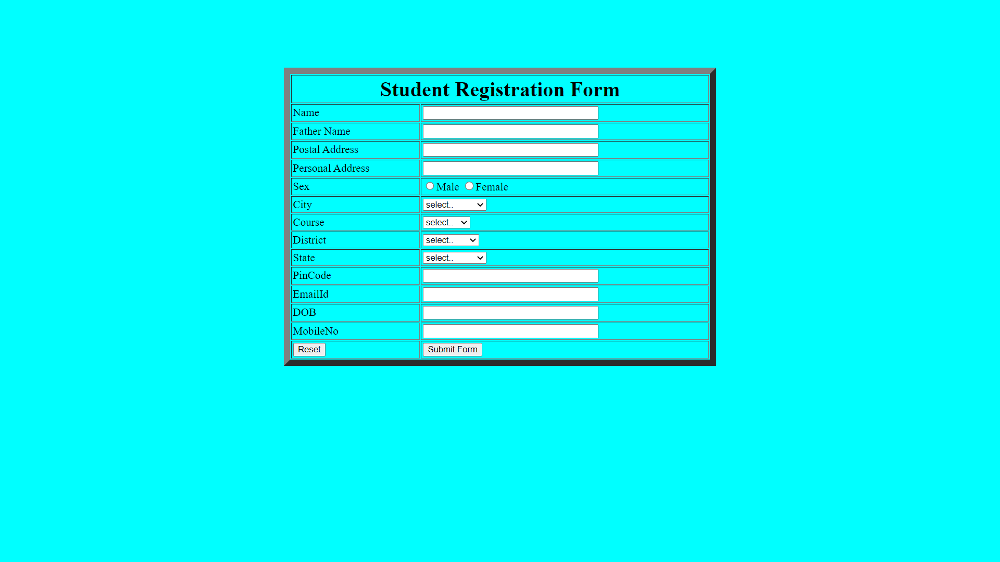 Student Registration Form
Name
Father Name
Postal Address
Personal Address
Sex Male Female
City select..
Course select..
District select..
State select..
PinCode
EmailId
DOB
MobileNo
Reset Submit Form